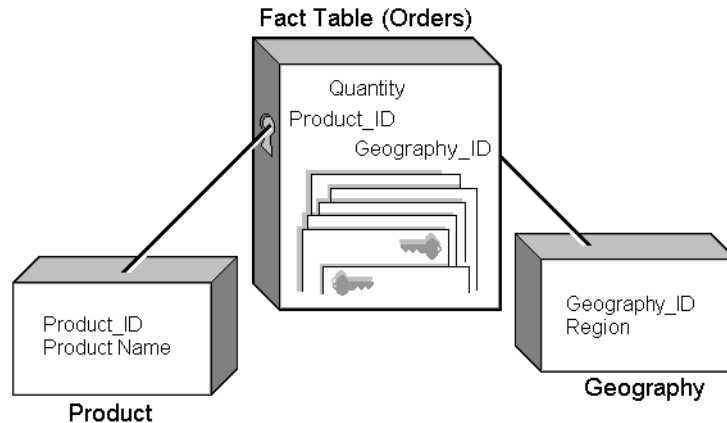 Fact Table (Orders)
Quantity
Product_ID
Geography_ID
Product_ID
Product Name
Product
Geography_ID
Region
Geography